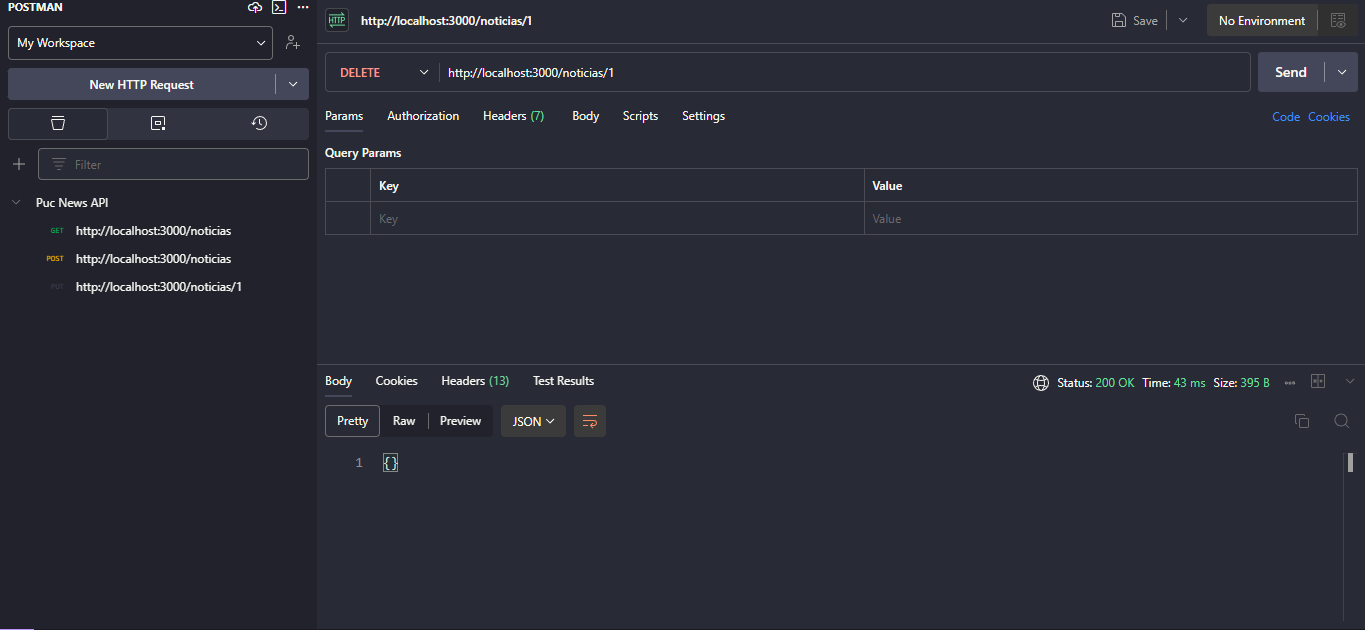 POSTMAN
My Workspace
New HTTP Request
Filter
Puc News API
GET http://localhost:3000/noticias
POST http://localhost:3000/noticias
PUT http://localhost:3000/noticias/1
HTTP http://localhost:3000/noticias/1
Save
No Environment
DELETE http://localhost:3000/noticias/1
Send
Params Authorization Headers (7) Body Scripts Settings
Code Cookies
Query Params
Key Value
Key Value
Body Cookies Headers (13) Test Results
Status: 200 OK Time: 43 ms Size: 395 B
Pretty Raw Preview JSON
1 {}